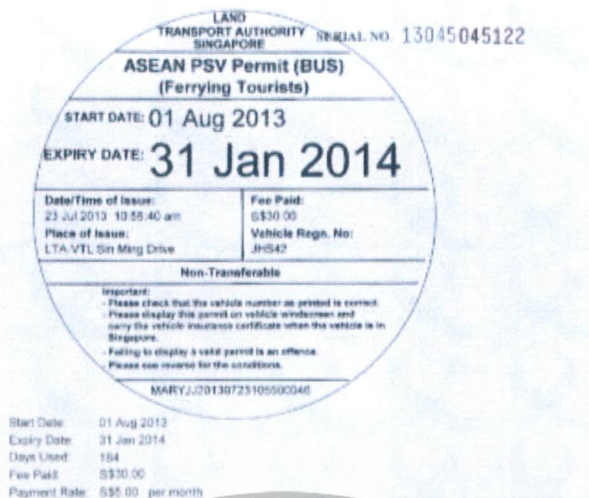 LAND
TRANSPORT AUTHORITY
SINGAPORE
SERIAL NO. 13045045122
ASEAN PSV Permit (BUS)
(Ferrying Tourists)
START DATE: 01 Aug 2013
EXPIRY DATE: 31 Jan 2014
Date/Time of Issue:
23 Jul 2013 10:56:40 am
Place of Issue:
LTA VTL Sin Ming Drive
Fee Paid:
S$30.00
Vehicle Regn. No:
JHS42
Non-Transferable
Important:
- Please check that the vehicle number as printed is correct.
- Please display this permit on vehicle windscreen and
carry the vehicle insurance certificate when the vehicle is in
Singapore.
- Failing to display a valid permit is an offence.
- Please see reverse for the conditions.
Start Date: 01 Aug 2013
Expiry Date: 31 Jan 2014
Days Used: 184
Fee Paid: S$30.00
Payment Rate: S$5.00 per month